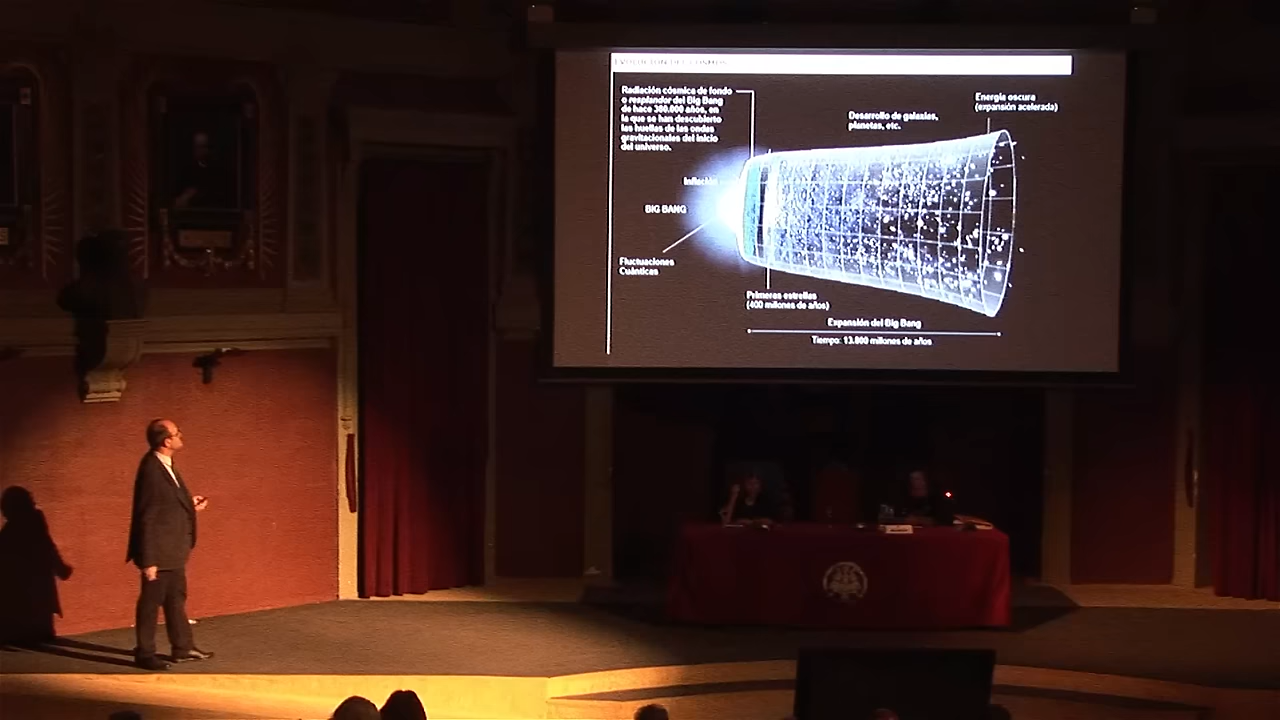 EVOLUCIÓN DEL COSMOS
Radiación cósmica de fondo
o resplandor del Big Bang
de hace 380.000 años, en
la que se han descubierto
las huellas de las ondas
gravitacionales del inicio
del universo.
Energía oscura
(expansión acelerada)
Desarrollo de galaxias,
planetas, etc.
Inflación
BIG BANG
Fluctuaciones
Cuánticas
Primeras estrellas
(400 millones de años)
Expansión del Big Bang
Tiempo: 13.800 millones de años